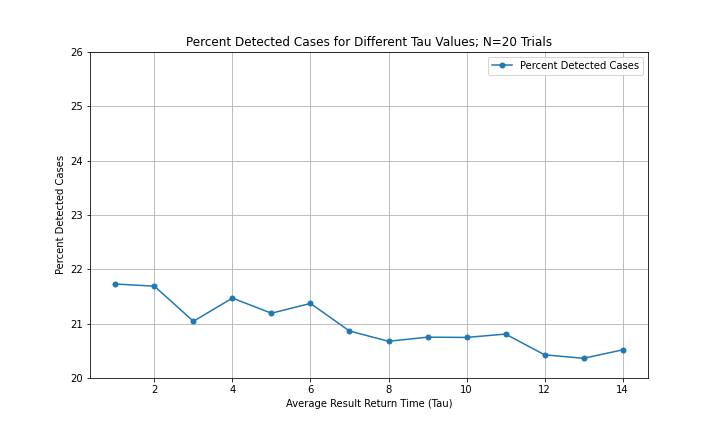 Percent Detected Cases for Different Tau Values; N=20 Trials
Percent Detected Cases
26
25
24
23
22
21
20
Percent Detected Cases
2 4 6 8 10 12 14
Average Result Return Time (Tau)